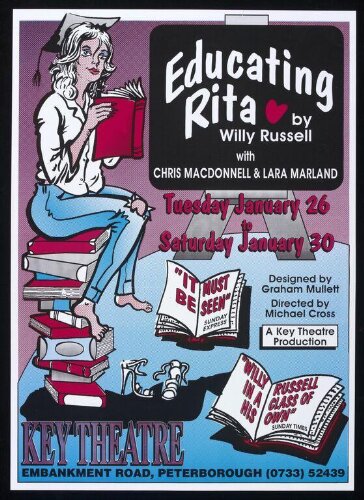 Educating
Rita
by
Willy Russell
with
CHRIS MACDONNELL & LARA MARLAND
Tuesday January 26
to
Saturday January 30
"IT MUST
BE SEEN"
SUNDAY
EXPRESS
Designed by
Graham Mullett
Directed by
Michael Cross
A Key Theatre
Production
"WILLY RUSSELL
IN A CLASS OF
HIS OWN"
SUNDAY TIMES
KEY THEATRE
EMBANKMENT ROAD, PETERBOROUGH (0733) 52439